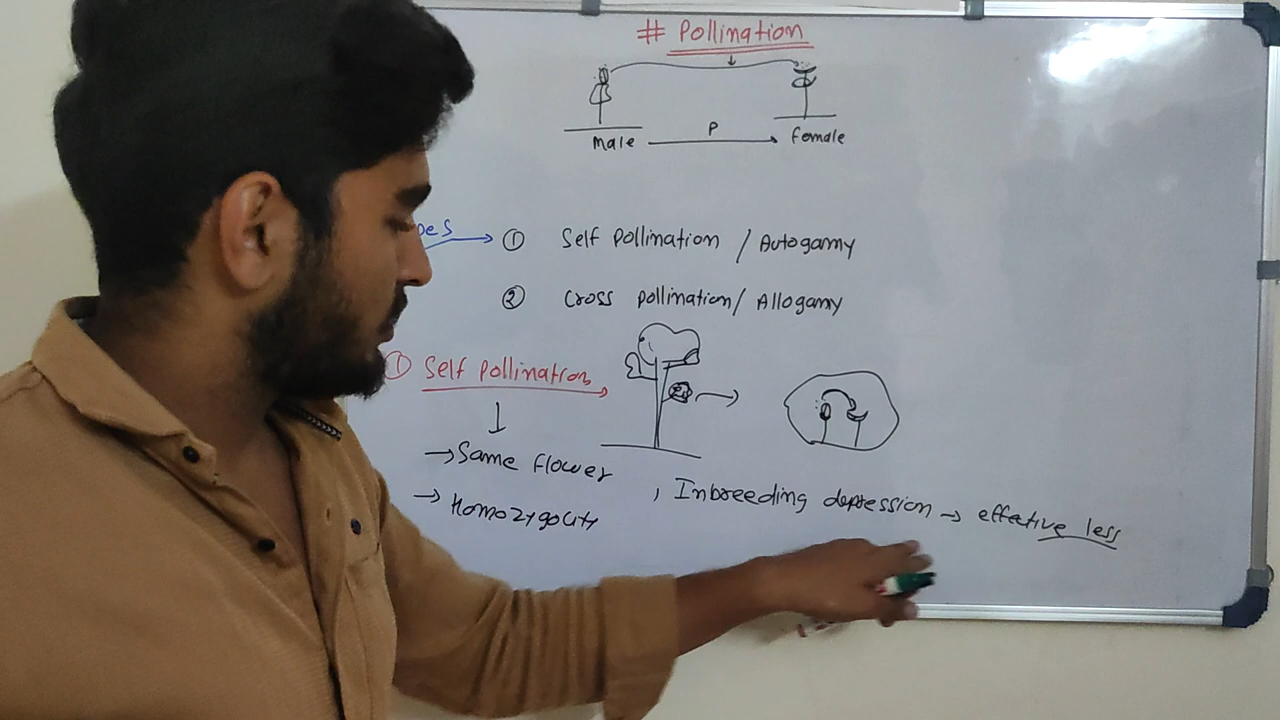 # Pollination
Male P Female
① Self Pollination / Autogamy
② Cross Pollination / Allogamy
① Self Pollination
→ Same Flower
→ Homozygocity
, Inbreeding depression → effective less